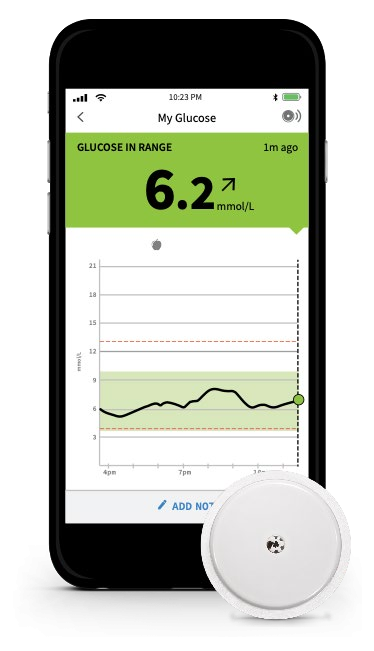 10:23 PM
My Glucose
GLUCOSE IN RANGE
1m ago
6.2
mmol/L
21
18
15
12
9
6
3
mmol/L
4pm
7pm
ADD NOT